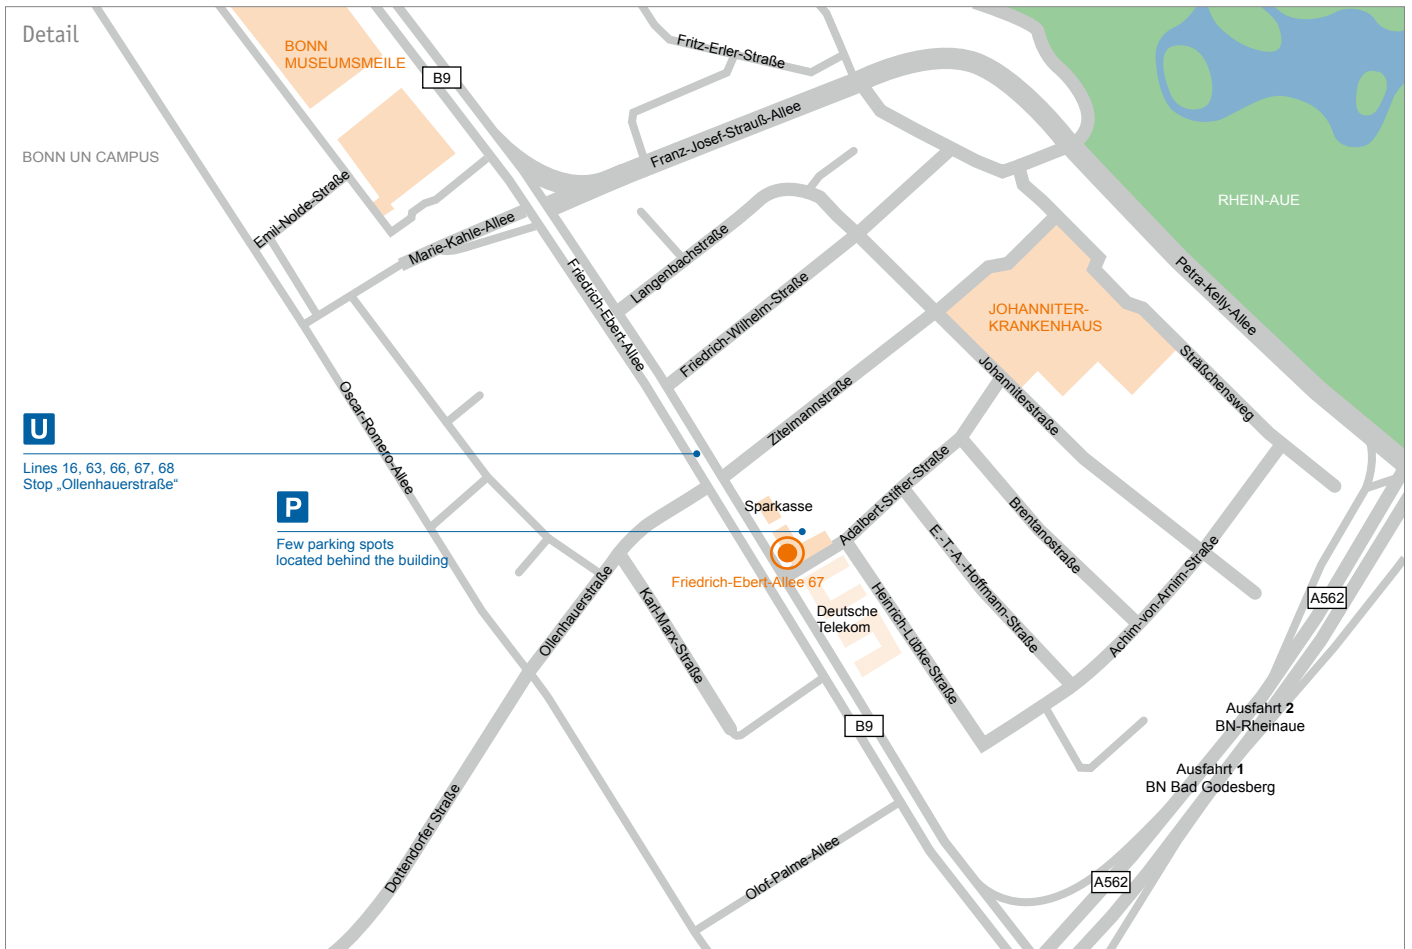 Detail
BONN
MUSEUMSMEILE
B9
Fritz-Erler-Straße
Franz-Josef-Strauß-Allee
BONN UN CAMPUS
Emil-Nolde-Straße
Marie-Kahle-Allee
RHEIN-AUE
Langenbachstraße
Friedrich-Ebert-Allee
Friedrich-Wilhelm-Straße
Petra-Kelly-Allee
JOHANNITER-
KRANKENHAUS
Sträßchensweg
Johanniterstraße
Zitelmannstraße
Oscar-Romero-Allee
U
Lines 16, 63, 66, 67, 68
Stop „Ollenhauerstraße“
P
Few parking spots
located behind the building
Sparkasse
Adalbert-Stifter-Straße
Brentanostraße
E.-T.-A.-Hoffmann-Straße
Achim-von-Arnim-Straße
Friedrich-Ebert-Allee 67
Deutsche
Telekom
Heinrich-Lübke-Straße
Ollenhauerstraße
Karl-Marx-Straße
A562
B9
Ausfahrt 2
BN-Rheinaue
Ausfahrt 1
BN Bad Godesberg
Dottendorfer Straße
Olof-Palme-Allee
A562